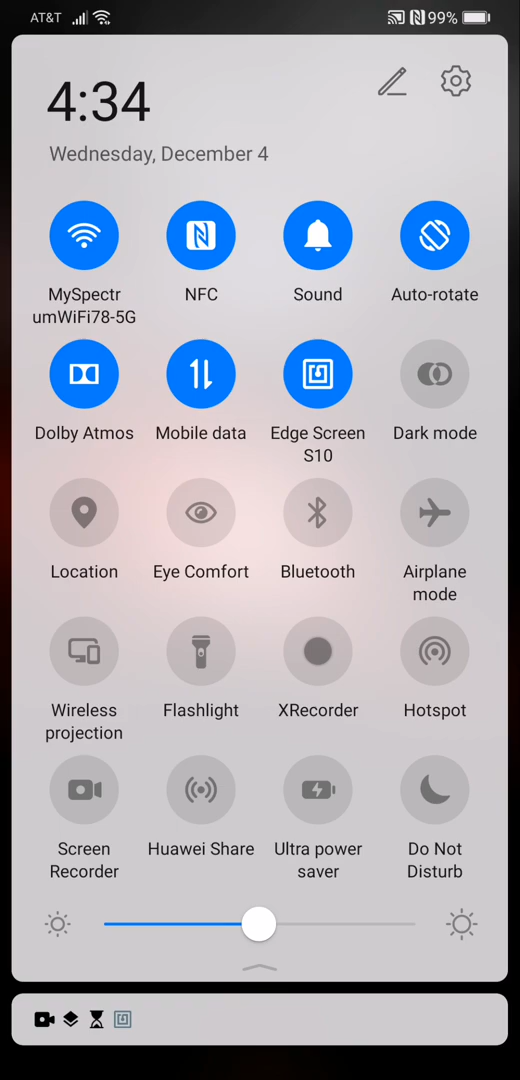 AT&T 99%
4:34
Wednesday, December 4
MySpectr
umWiFi78-5G
NFC
Sound
Auto-rotate
Dolby Atmos
Mobile data
Edge Screen
S10
Dark mode
Location
Eye Comfort
Bluetooth
Airplane
mode
Wireless
projection
Flashlight
XRecorder
Hotspot
Screen
Recorder
Huawei Share
Ultra power
saver
Do Not
Disturb